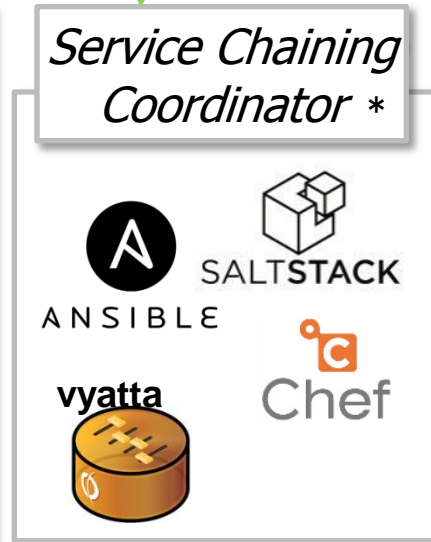 Service Chaining
Coordinator *
SALTSTACK
ANSIBLE
Chef
vyatta